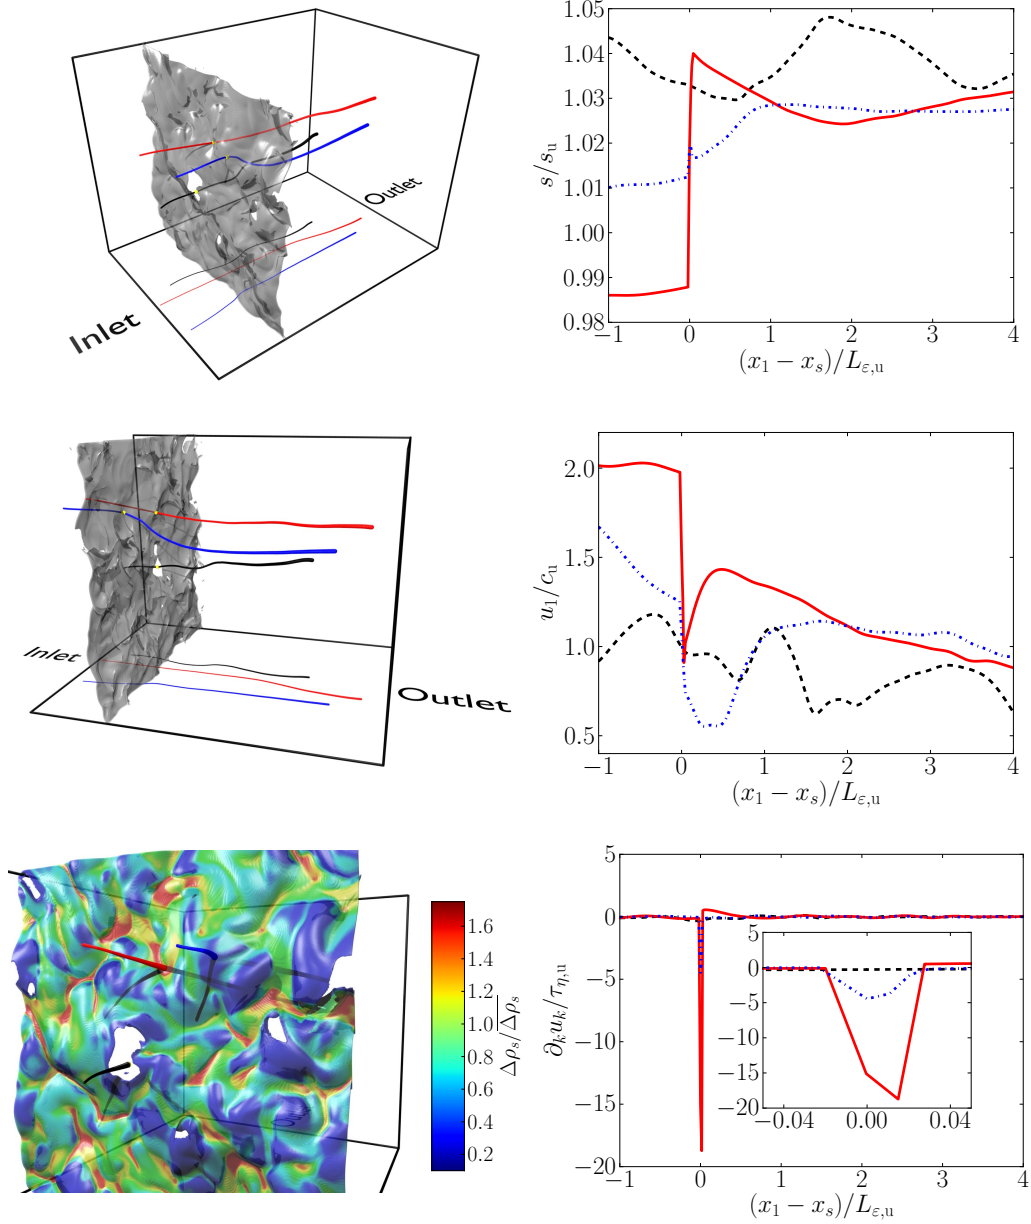 Outlet
Inlet
1.05
1.04
1.03
1.02
1.01
1.00
0.99
0.98
s/s_u
−1 0 1 2 3 4
(x_1 − x_s)/L_{ε,u}
Inlet
Outlet
2.0
1.5
1.0
0.5
u_1/c_u
−1 0 1 2 3 4
(x_1 − x_s)/L_{ε,u}
1.6
1.4
1.2
1.0
0.8
0.6
0.4
0.2
Δρ_s/\overline{Δρ_s}
5
0
−5
−10
−15
−20
∂_k u_k/τ_{η,u}
5
0
−5
−10
−15
−20
−0.04 0.00 0.04
−1 0 1 2 3 4
(x_1 − x_s)/L_{ε,u}